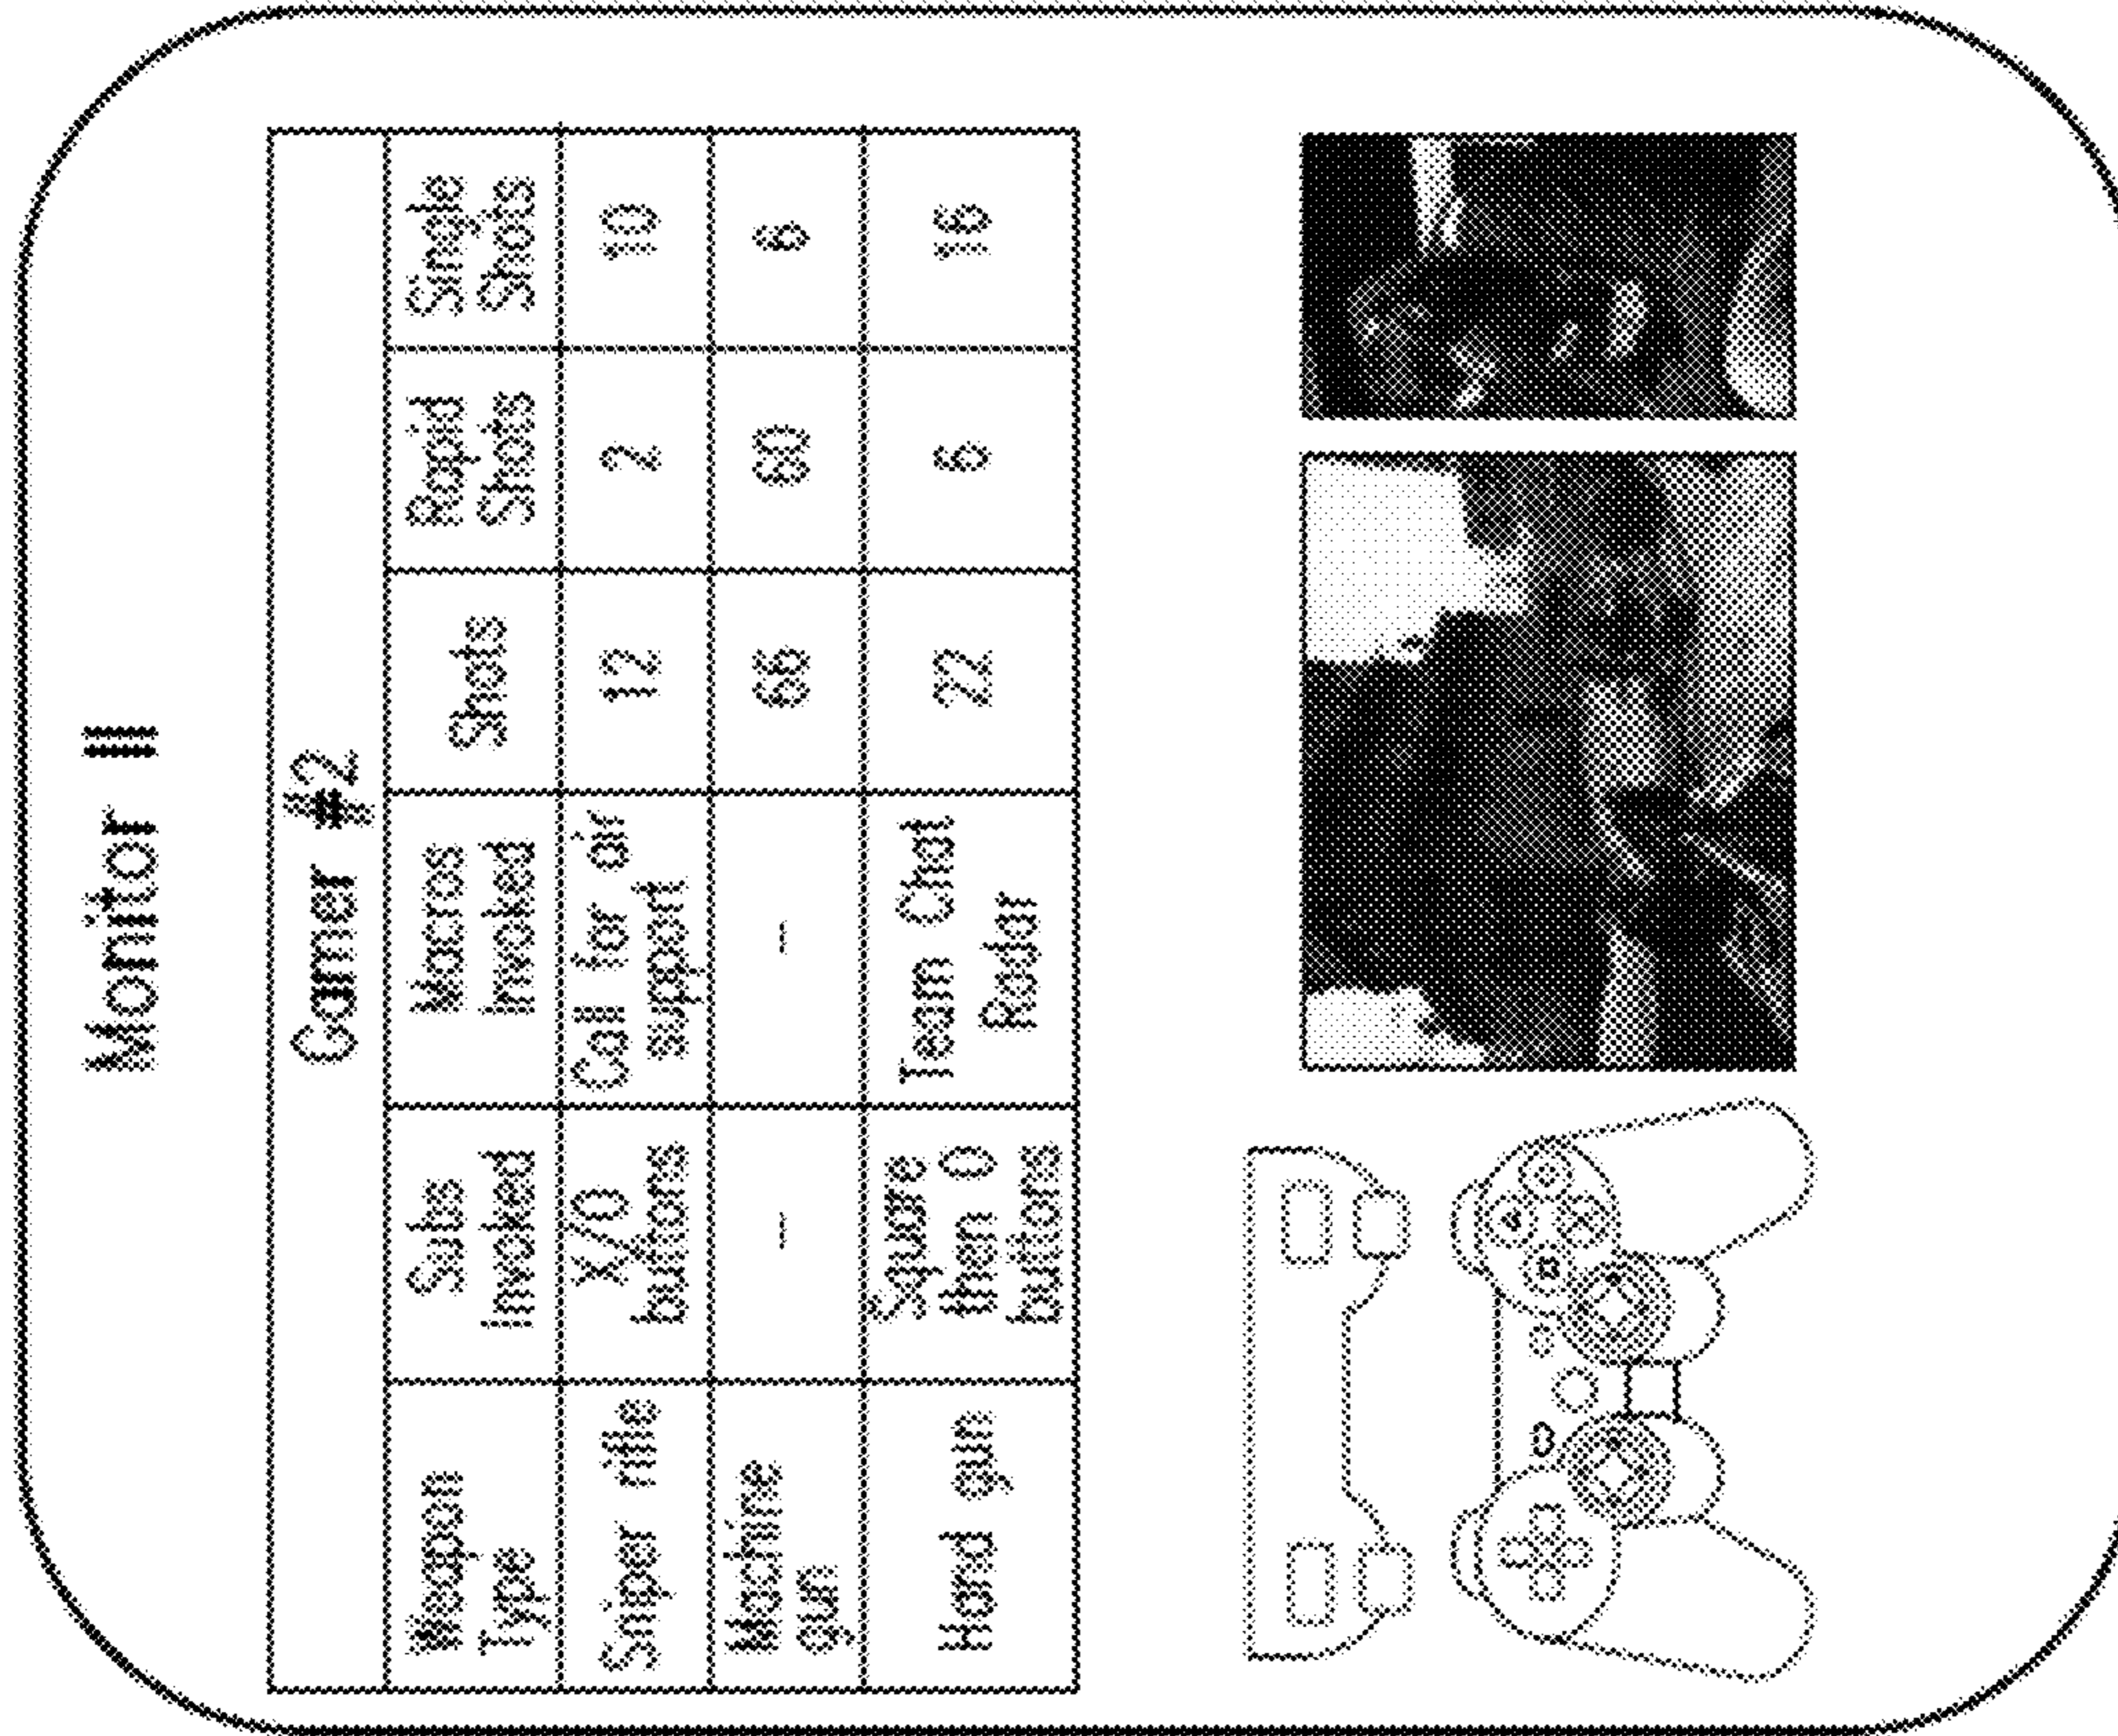 Monitor II
Gamer #2
Weapon Type | Subs invoked | Macros invoked | Shots | Rapid Shots | Single Shots
Sniper rifle | X/O buttons | Call for air support | 12 | 2 | 10
Machine gun | - | - | 66 | 60 | 6
Hand gun | Square then O buttons | Team Chat Radar | 22 | 6 | 16